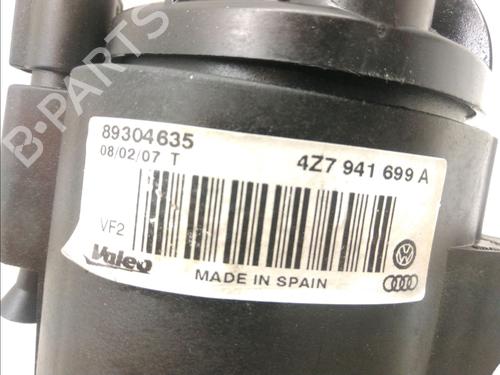 B-PARTS
89304635
08/02/07 T
4Z7 941 699 A
VF2
Valeo
MADE IN SPAIN